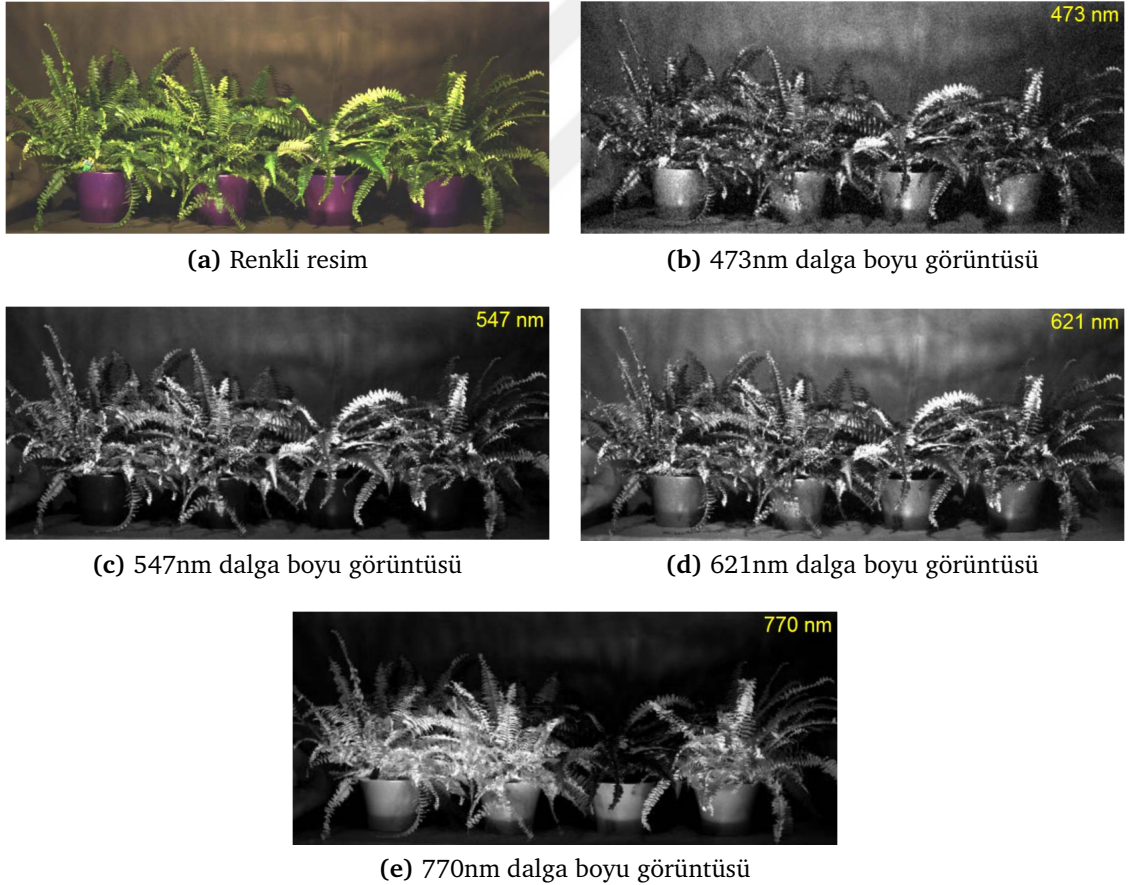 473 nm
(a) Renkli resim
(b) 473nm dalga boyu görüntüsü
547 nm
621 nm
(c) 547nm dalga boyu görüntüsü
(d) 621nm dalga boyu görüntüsü
770 nm
(e) 770nm dalga boyu görüntüsü